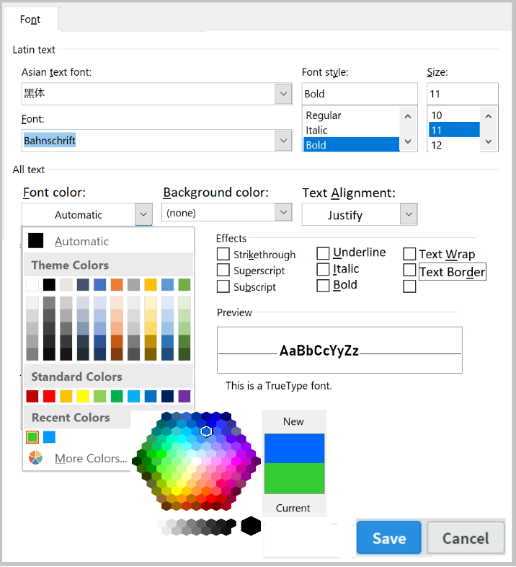 Font
Latin text
Asian text font:
黑体
Font:
Bahnschrift
Font style:
Bold
Regular
Italic
Bold
Size:
11
10
11
12
All text
Font color:
Automatic
Background color:
(none)
Text Alignment:
Justify
Automatic
Theme Colors
Standard Colors
Recent Colors
More Colors...
Effects
Strikethrough
Superscript
Subscript
Underline
Italic
Bold
Text Wrap
Text Border
Preview
AaBbCcYyZz
This is a TrueType font.
New
Current
Save
Cancel